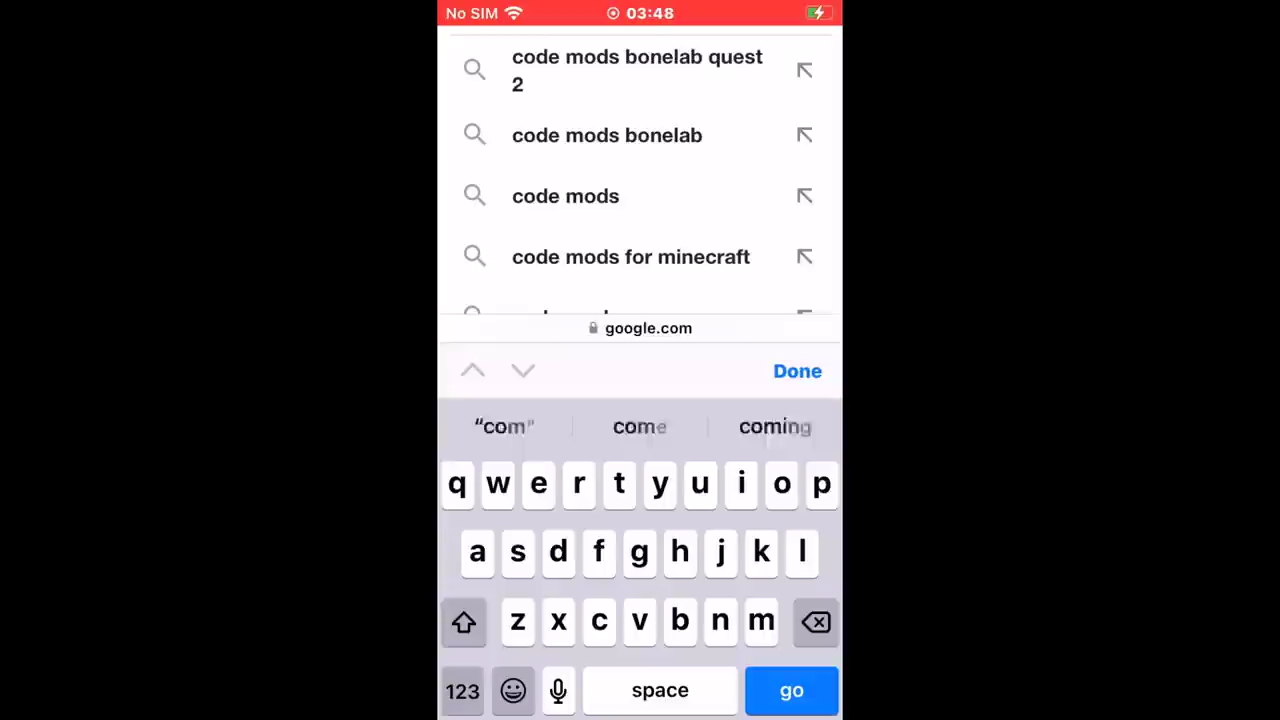 No SIM 03:48
code mods bonelab quest
2
code mods bonelab
code mods
code mods for minecraft
google.com
Done
“com” come coming
q w e r t y u i o p
a s d f g h j k l
z x c v b n m
123 space go